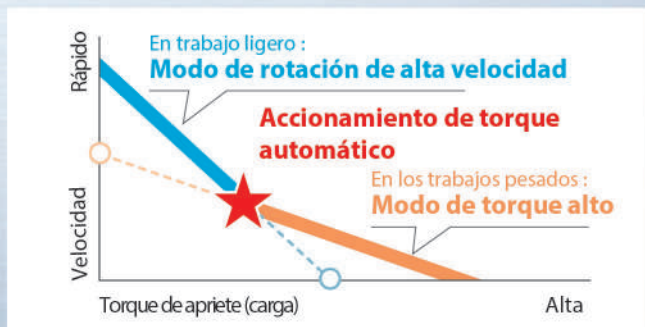 Rápido
Velocidad
En trabajo ligero :
Modo de rotación de alta velocidad
Accionamiento de torque
automático
En los trabajos pesados :
Modo de torque alto
Torque de apriete (carga)
Alta